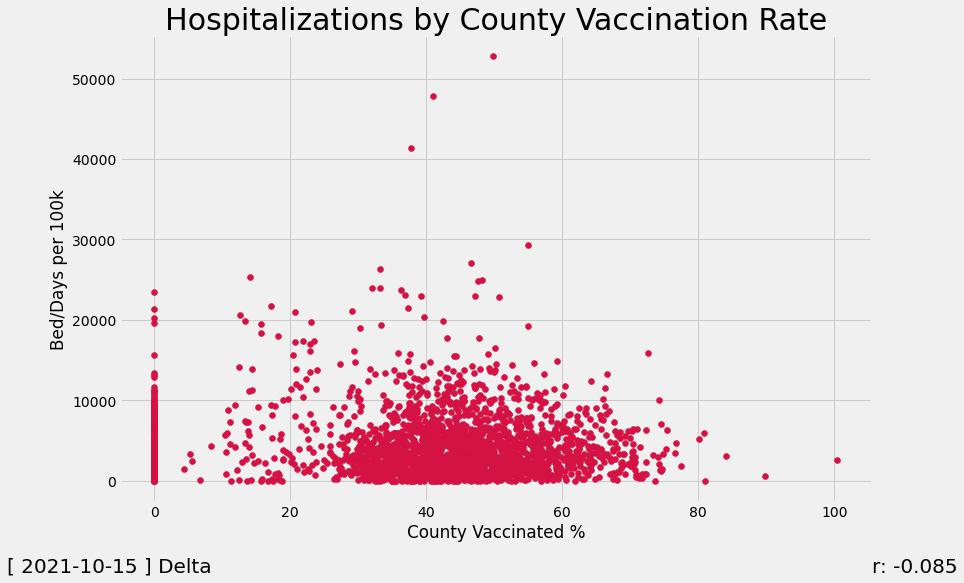 Hospitalizations by County Vaccination Rate
50000
40000
30000
20000
10000
0
Bed/Days per 100k
0 20 40 60 80 100
County Vaccinated %
[ 2021-10-15 ] Delta
r: -0.085